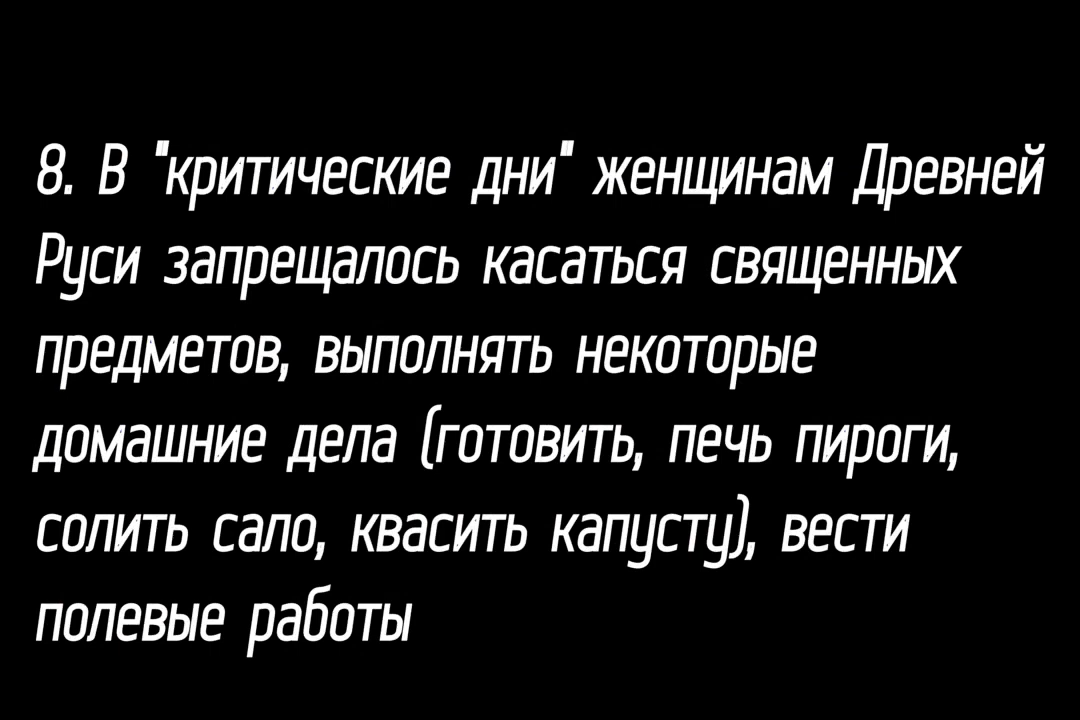 8. В "критические дни" женщинам Древней
Руси запрещалось касаться священных
предметов, выполнять некоторые
домашние дела (готовить, печь пироги,
солить сало, квасить капусту), вести
полевые работы